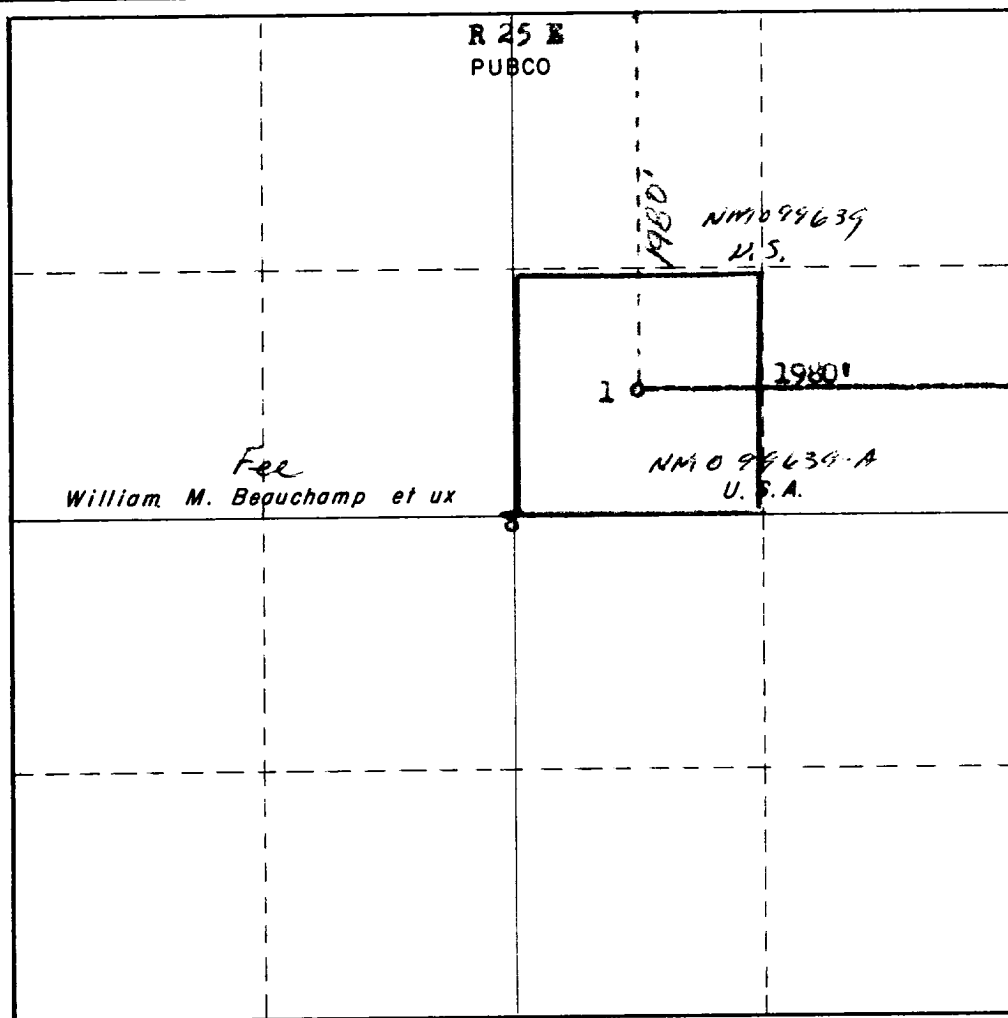 R 25 E
PUBCO
1980'
NM099639
U.S.
1
1980'
Fee
William M. Beauchamp et ux
NM099639-A
U.S.A.